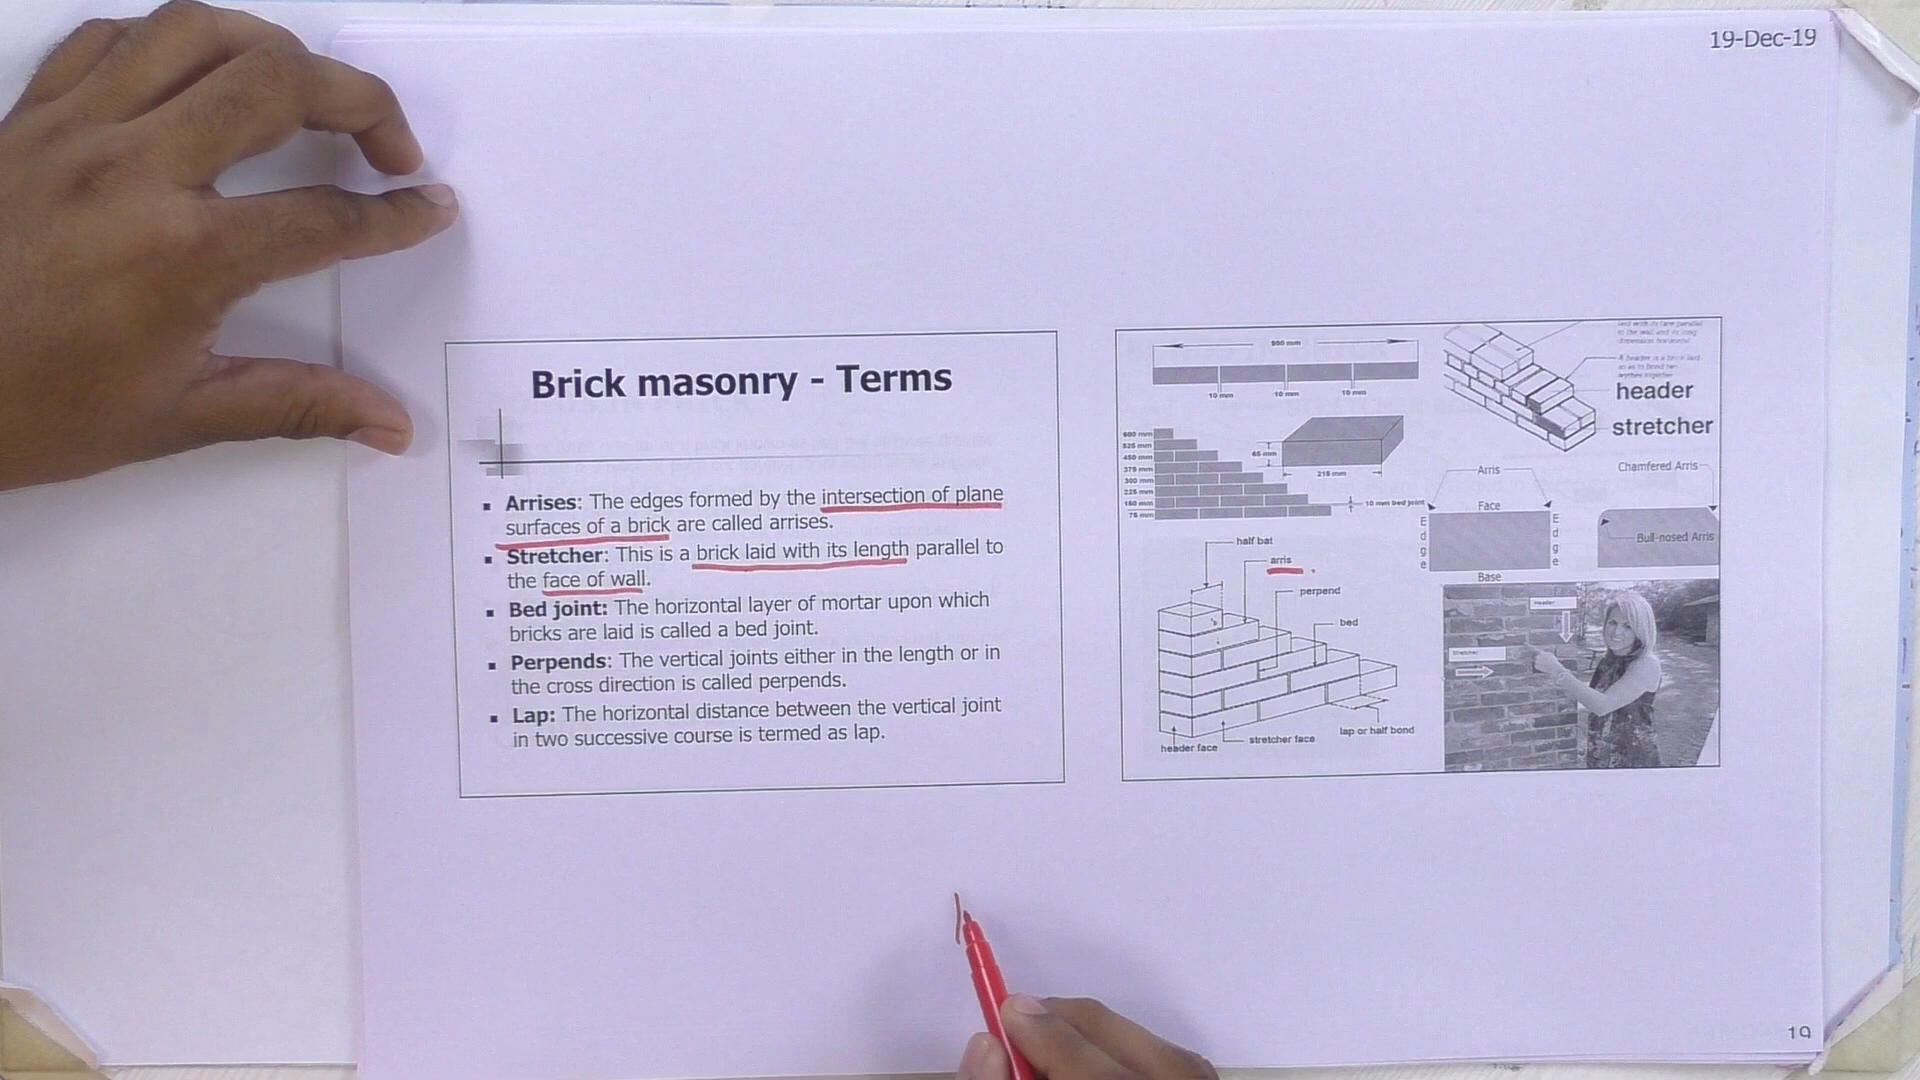 19-Dec-19
Brick masonry - Terms
▪ Arrises: The edges formed by the intersection of plane
surfaces of a brick are called arrises.
▪ Stretcher: This is a brick laid with its length parallel to
the face of wall.
▪ Bed joint: The horizontal layer of mortar upon which
bricks are laid is called a bed joint.
▪ Perpends: The vertical joints either in the length or in
the cross direction is called perpends.
▪ Lap: The horizontal distance between the vertical joint
in two successive course is termed as lap.
10 mm 10 mm 10 mm
A header is a brick laid
header
stretcher
600 mm
525 mm
450 mm
375 mm
300 mm
225 mm
150 mm
75 mm
65 mm
215 mm
10 mm bed joint
Arris
Face
Edge
Edge
Base
Chamfered Arris
Bull-nosed Arris
half bat
arris
perpend
bed
header face
stretcher face
lap or half bond
Header
Stretcher
19